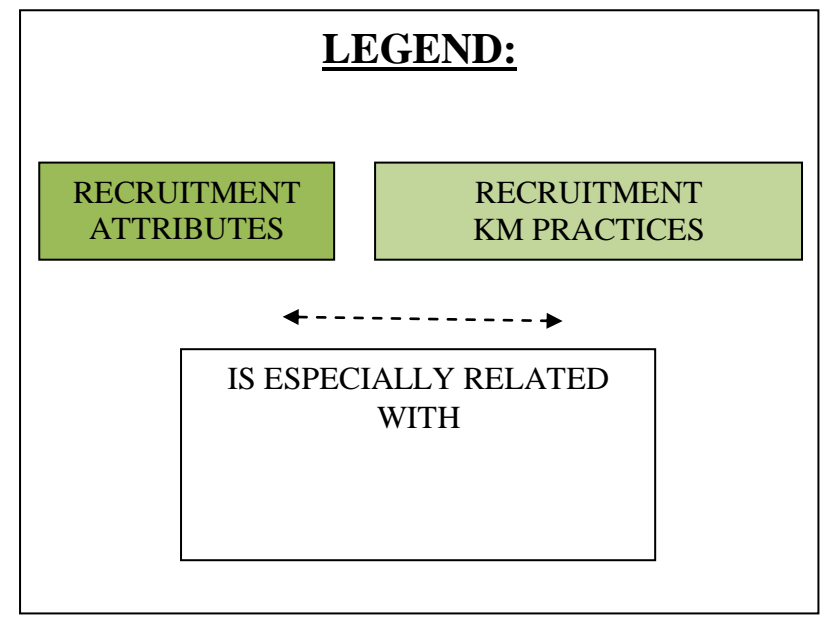 LEGEND:
RECRUITMENT
ATTRIBUTES
RECRUITMENT
KM PRACTICES
IS ESPECIALLY RELATED
WITH